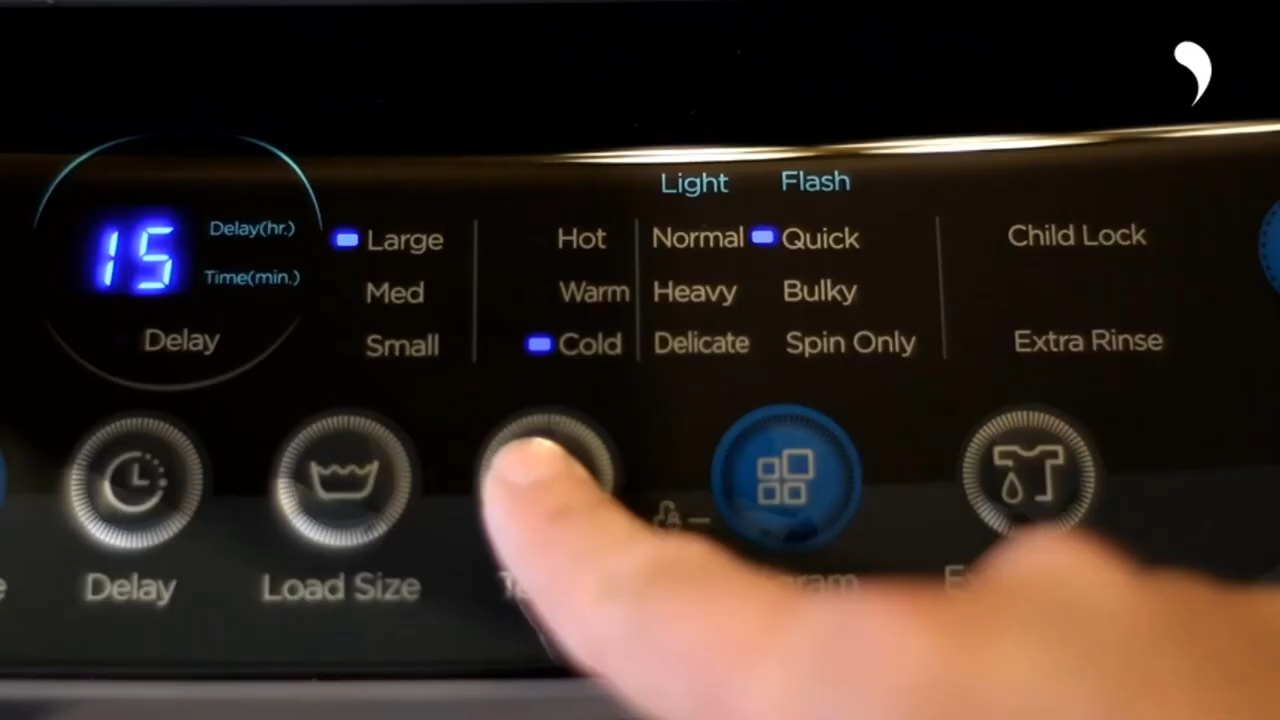 Light Flash
15 Delay(hr.) Large Hot Normal Quick Child Lock
Time(min.) Med Warm Heavy Bulky
Delay Small Cold Delicate Spin Only Extra Rinse
Delay Load Size